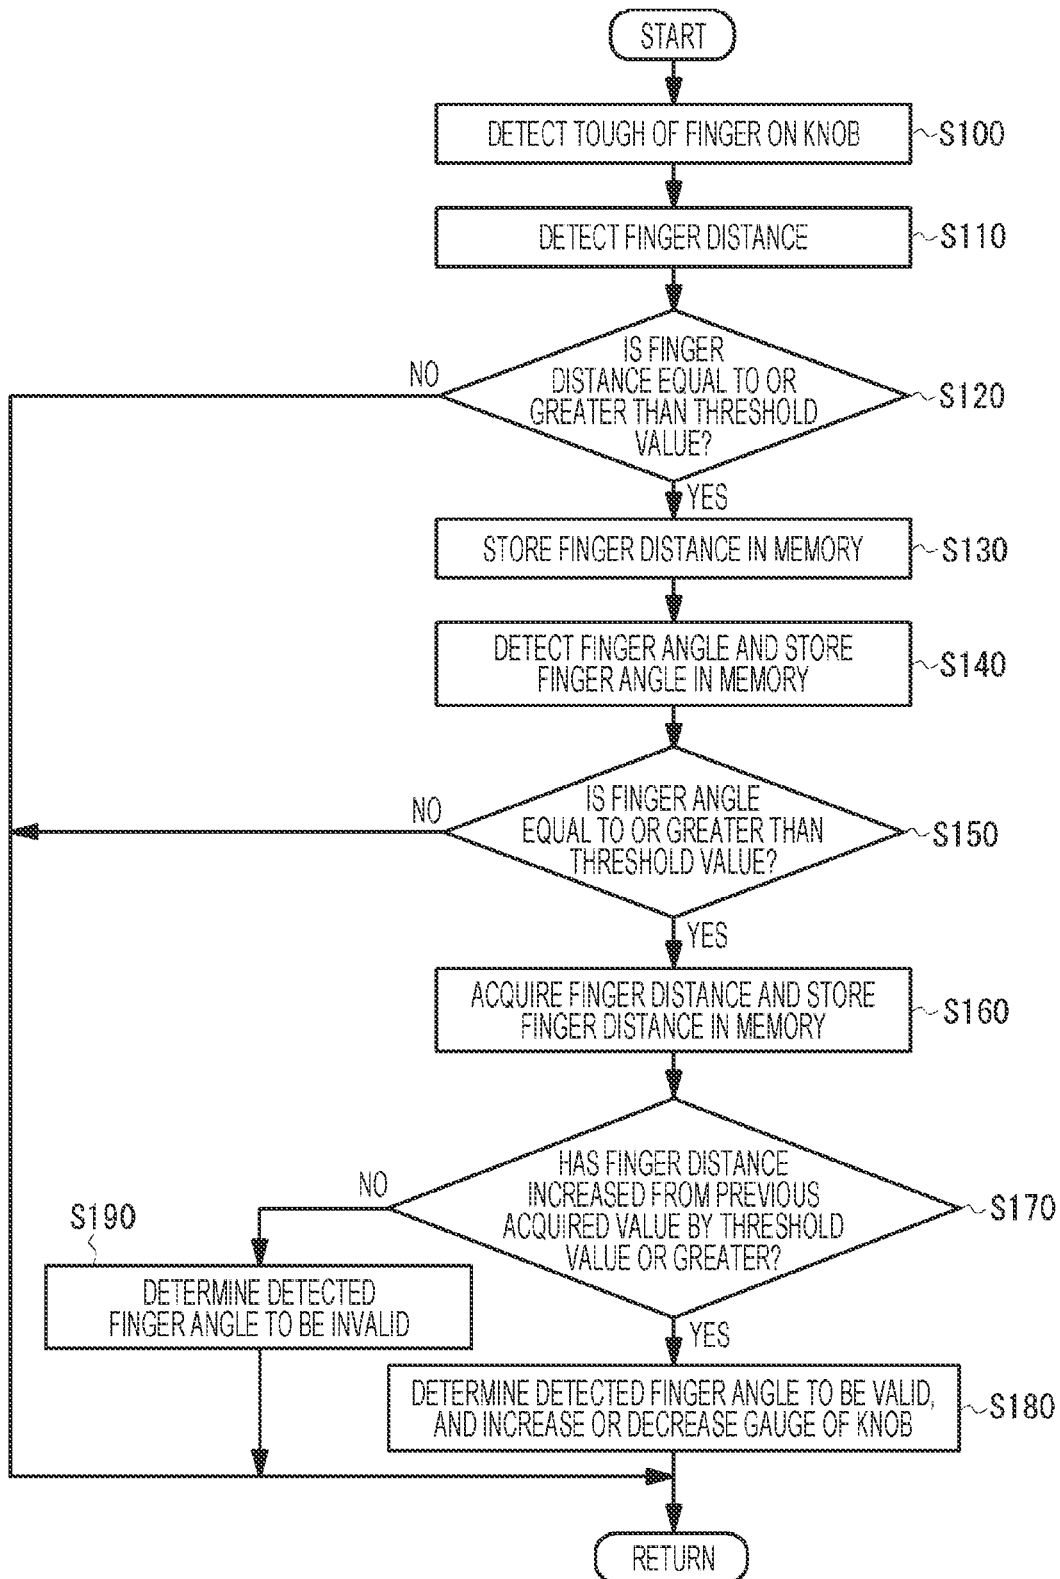 START
DETECT TOUGH OF FINGER ON KNOB
S100
DETECT FINGER DISTANCE
S110
IS FINGER
DISTANCE EQUAL TO OR
GREATER THAN THRESHOLD
VALUE?
S120
NO
YES
STORE FINGER DISTANCE IN MEMORY
S130
DETECT FINGER ANGLE AND STORE
FINGER ANGLE IN MEMORY
S140
IS FINGER ANGLE
EQUAL TO OR GREATER THAN
THRESHOLD VALUE?
S150
NO
YES
ACQUIRE FINGER DISTANCE AND STORE
FINGER DISTANCE IN MEMORY
S160
HAS FINGER DISTANCE
INCREASED FROM PREVIOUS
ACQUIRED VALUE BY THRESHOLD
VALUE OR GREATER?
S170
NO
S190
DETERMINE DETECTED
FINGER ANGLE TO BE INVALID
YES
DETERMINE DETECTED FINGER ANGLE TO BE VALID,
AND INCREASE OR DECREASE GAUGE OF KNOB
S180
RETURN